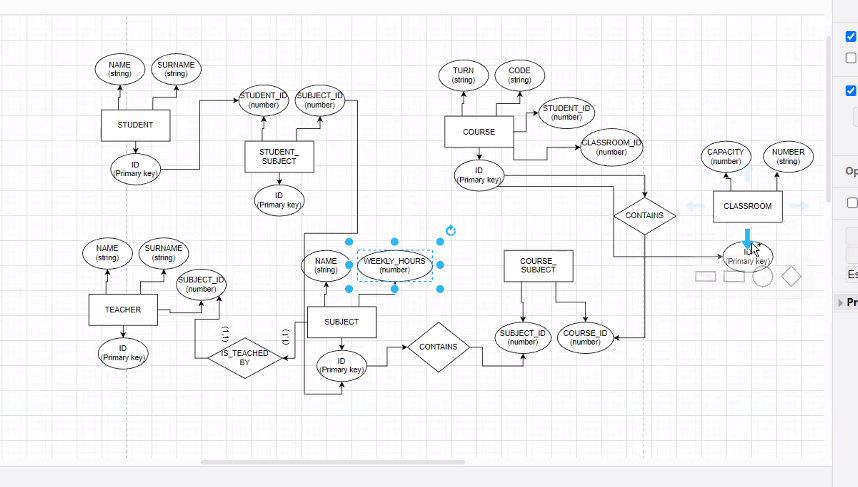 NAME
(string)
SURNAME
(string)
STUDENT_ID
(number)
SUBJECT_ID
(number)
STUDENT
ID
(Primary key)
STUDENT_
SUBJECT
ID
(Primary key)
TURN
(string)
CODE
(string)
STUDENT_ID
(number)
CLASSROOM_ID
(number)
COURSE
ID
(Primary key)
CONTAINS
CAPACITY
(number)
NUMBER
(string)
CLASSROOM
(Primary key)
NAME
(string)
SURNAME
(string)
SUBJECT_ID
(number)
TEACHER
ID
(Primary key)
(1,1)
IS_TEACHED
BY
(1,1)
NAME
(string)
WEEKLY_HOURS
(number)
SUBJECT
ID
(Primary key)
CONTAINS
COURSE_
SUBJECT
SUBJECT_ID
(number)
COURSE_ID
(number)
Op
Es
Pr